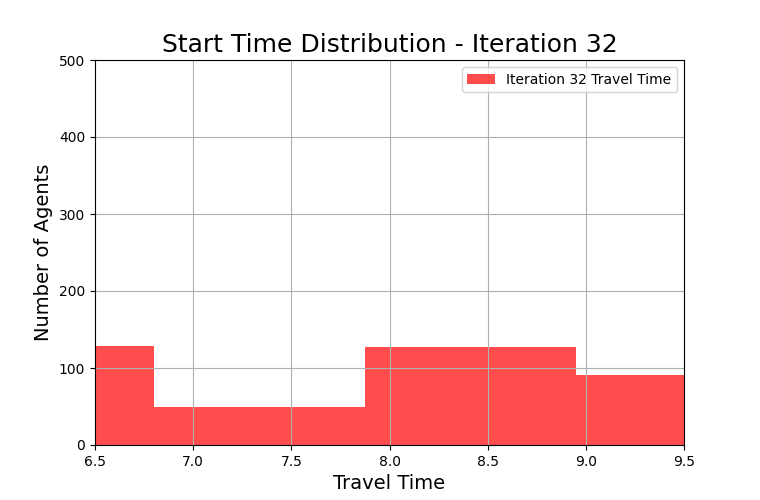 Start Time Distribution - Iteration 32
Iteration 32 Travel Time
500
400
300
200
100
0
Number of Agents
6.5 7.0 7.5 8.0 8.5 9.0 9.5
Travel Time